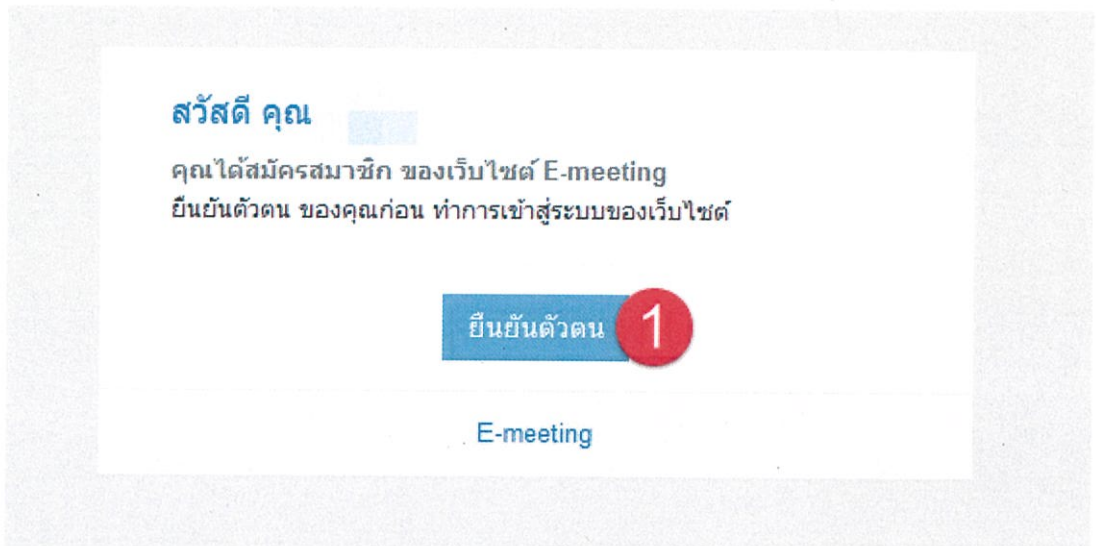 สวัสดี คุณ
คุณได้สมัครสมาชิก ของเว็บไซต์ E-meeting
ยืนยันตัวตน ของคุณก่อน ทำการเข้าสู่ระบบของเว็บไซต์
ยืนยันตัวตน 1
E-meeting